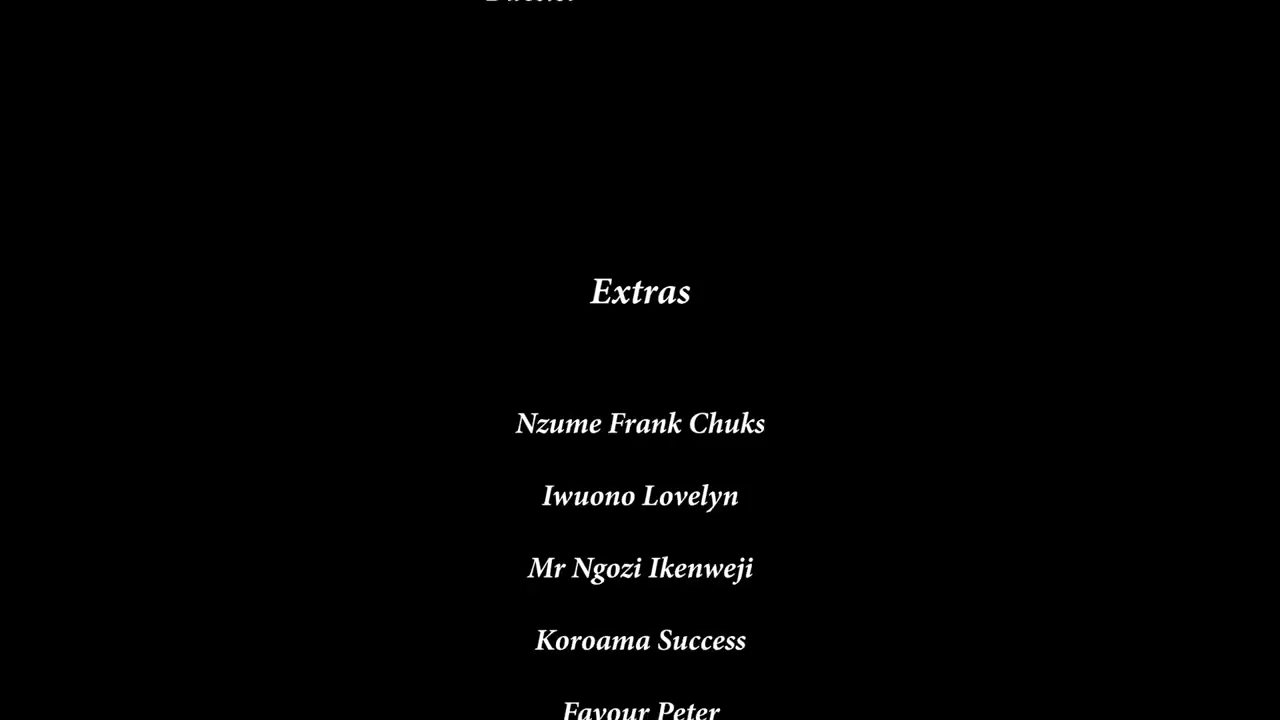 Extras
Nzume Frank Chuks
Iwuono Lovelyn
Mr Ngozi Ikenweji
Koroama Success
Favour Peter